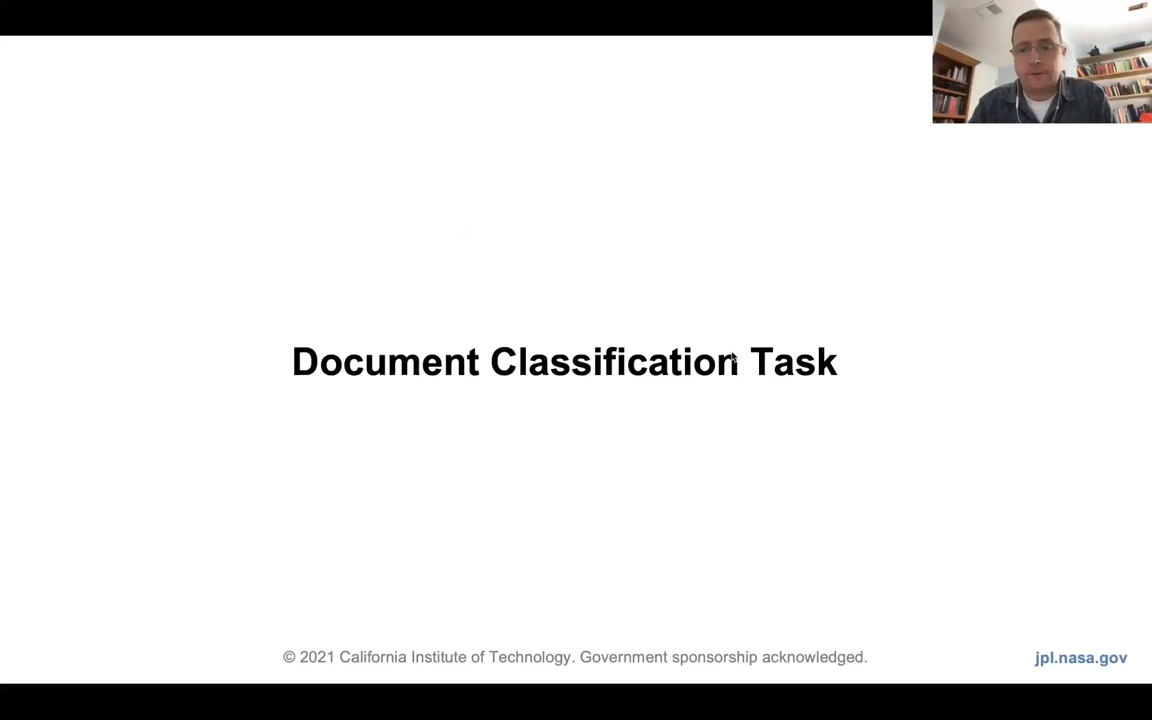 Document Classification Task
© 2021 California Institute of Technology. Government sponsorship acknowledged.
jpl.nasa.gov